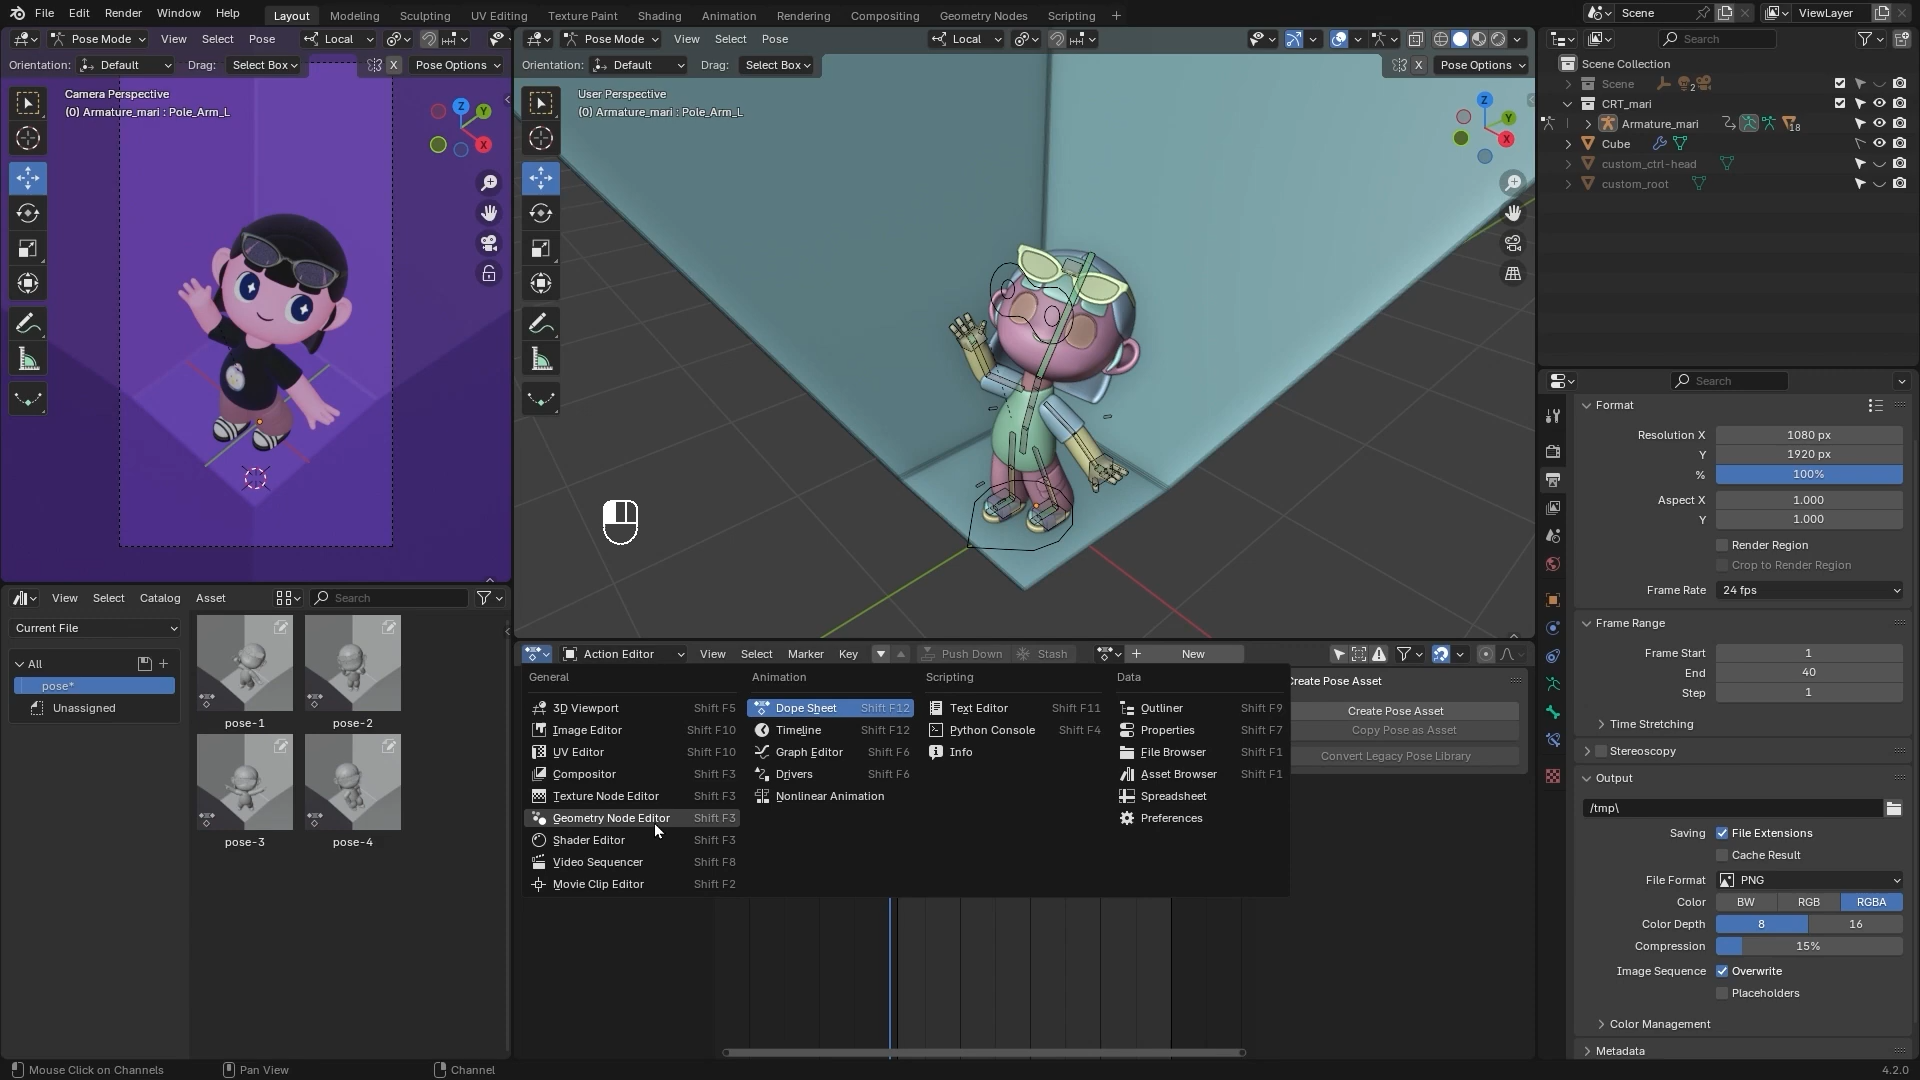 File Edit Render Window Help Layout Modeling Sculpting UV Editing Texture Paint Shading Animation Rendering Compositing Geometry Nodes Scripting + Scene ViewLayer
Pose Mode View Select Pose Local
Pose Mode View Select Pose Local
Search
Orientation: Default Drag: Select Box X Pose Options
Orientation: Default Drag: Select Box X Pose Options
Camera Perspective
(0) Armature_mari : Pole_Arm_L
Z
Y
X
User Perspective
(0) Armature_mari : Pole_Arm_L
Z
Y
X
Scene Collection
Scene 2
CRT_mari
Armature_mari 18
Cube
custom_ctrl-head
custom_root
Search
Format
Resolution X 1080 px
Y 1920 px
% 100%
Aspect X 1.000
Y 1.000
Render Region
Crop to Render Region
Frame Rate 24 fps
Frame Range
Frame Start 1
End 40
Step 1
Time Stretching
Stereoscopy
Output
/tmp\
Saving File Extensions
Cache Result
File Format PNG
Color BW RGB RGBA
Color Depth 8 16
Compression 15%
Image Sequence Overwrite
Placeholders
Color Management
Metadata
View Select Catalog Asset Search
Current File
All
pose*
Unassigned
pose-1 pose-2
pose-3 pose-4
Action Editor View Select Marker Key Push Down Stash + New
General
3D Viewport Shift F5
Image Editor Shift F10
UV Editor Shift F10
Compositor Shift F3
Texture Node Editor Shift F3
Geometry Node Editor Shift F3
Shader Editor Shift F3
Video Sequencer Shift F8
Movie Clip Editor Shift F2
Animation
Dope Sheet Shift F12
Timeline Shift F12
Graph Editor Shift F6
Drivers Shift F6
Nonlinear Animation
Scripting
Text Editor Shift F11
Python Console Shift F4
Info
Data
Outliner Shift F9
Properties Shift F7
File Browser Shift F1
Asset Browser Shift F1
Spreadsheet
Preferences
Create Pose Asset
Create Pose Asset
Copy Pose as Asset
Convert Legacy Pose Library
Mouse Click on Channels Pan View Channel 4.2.0